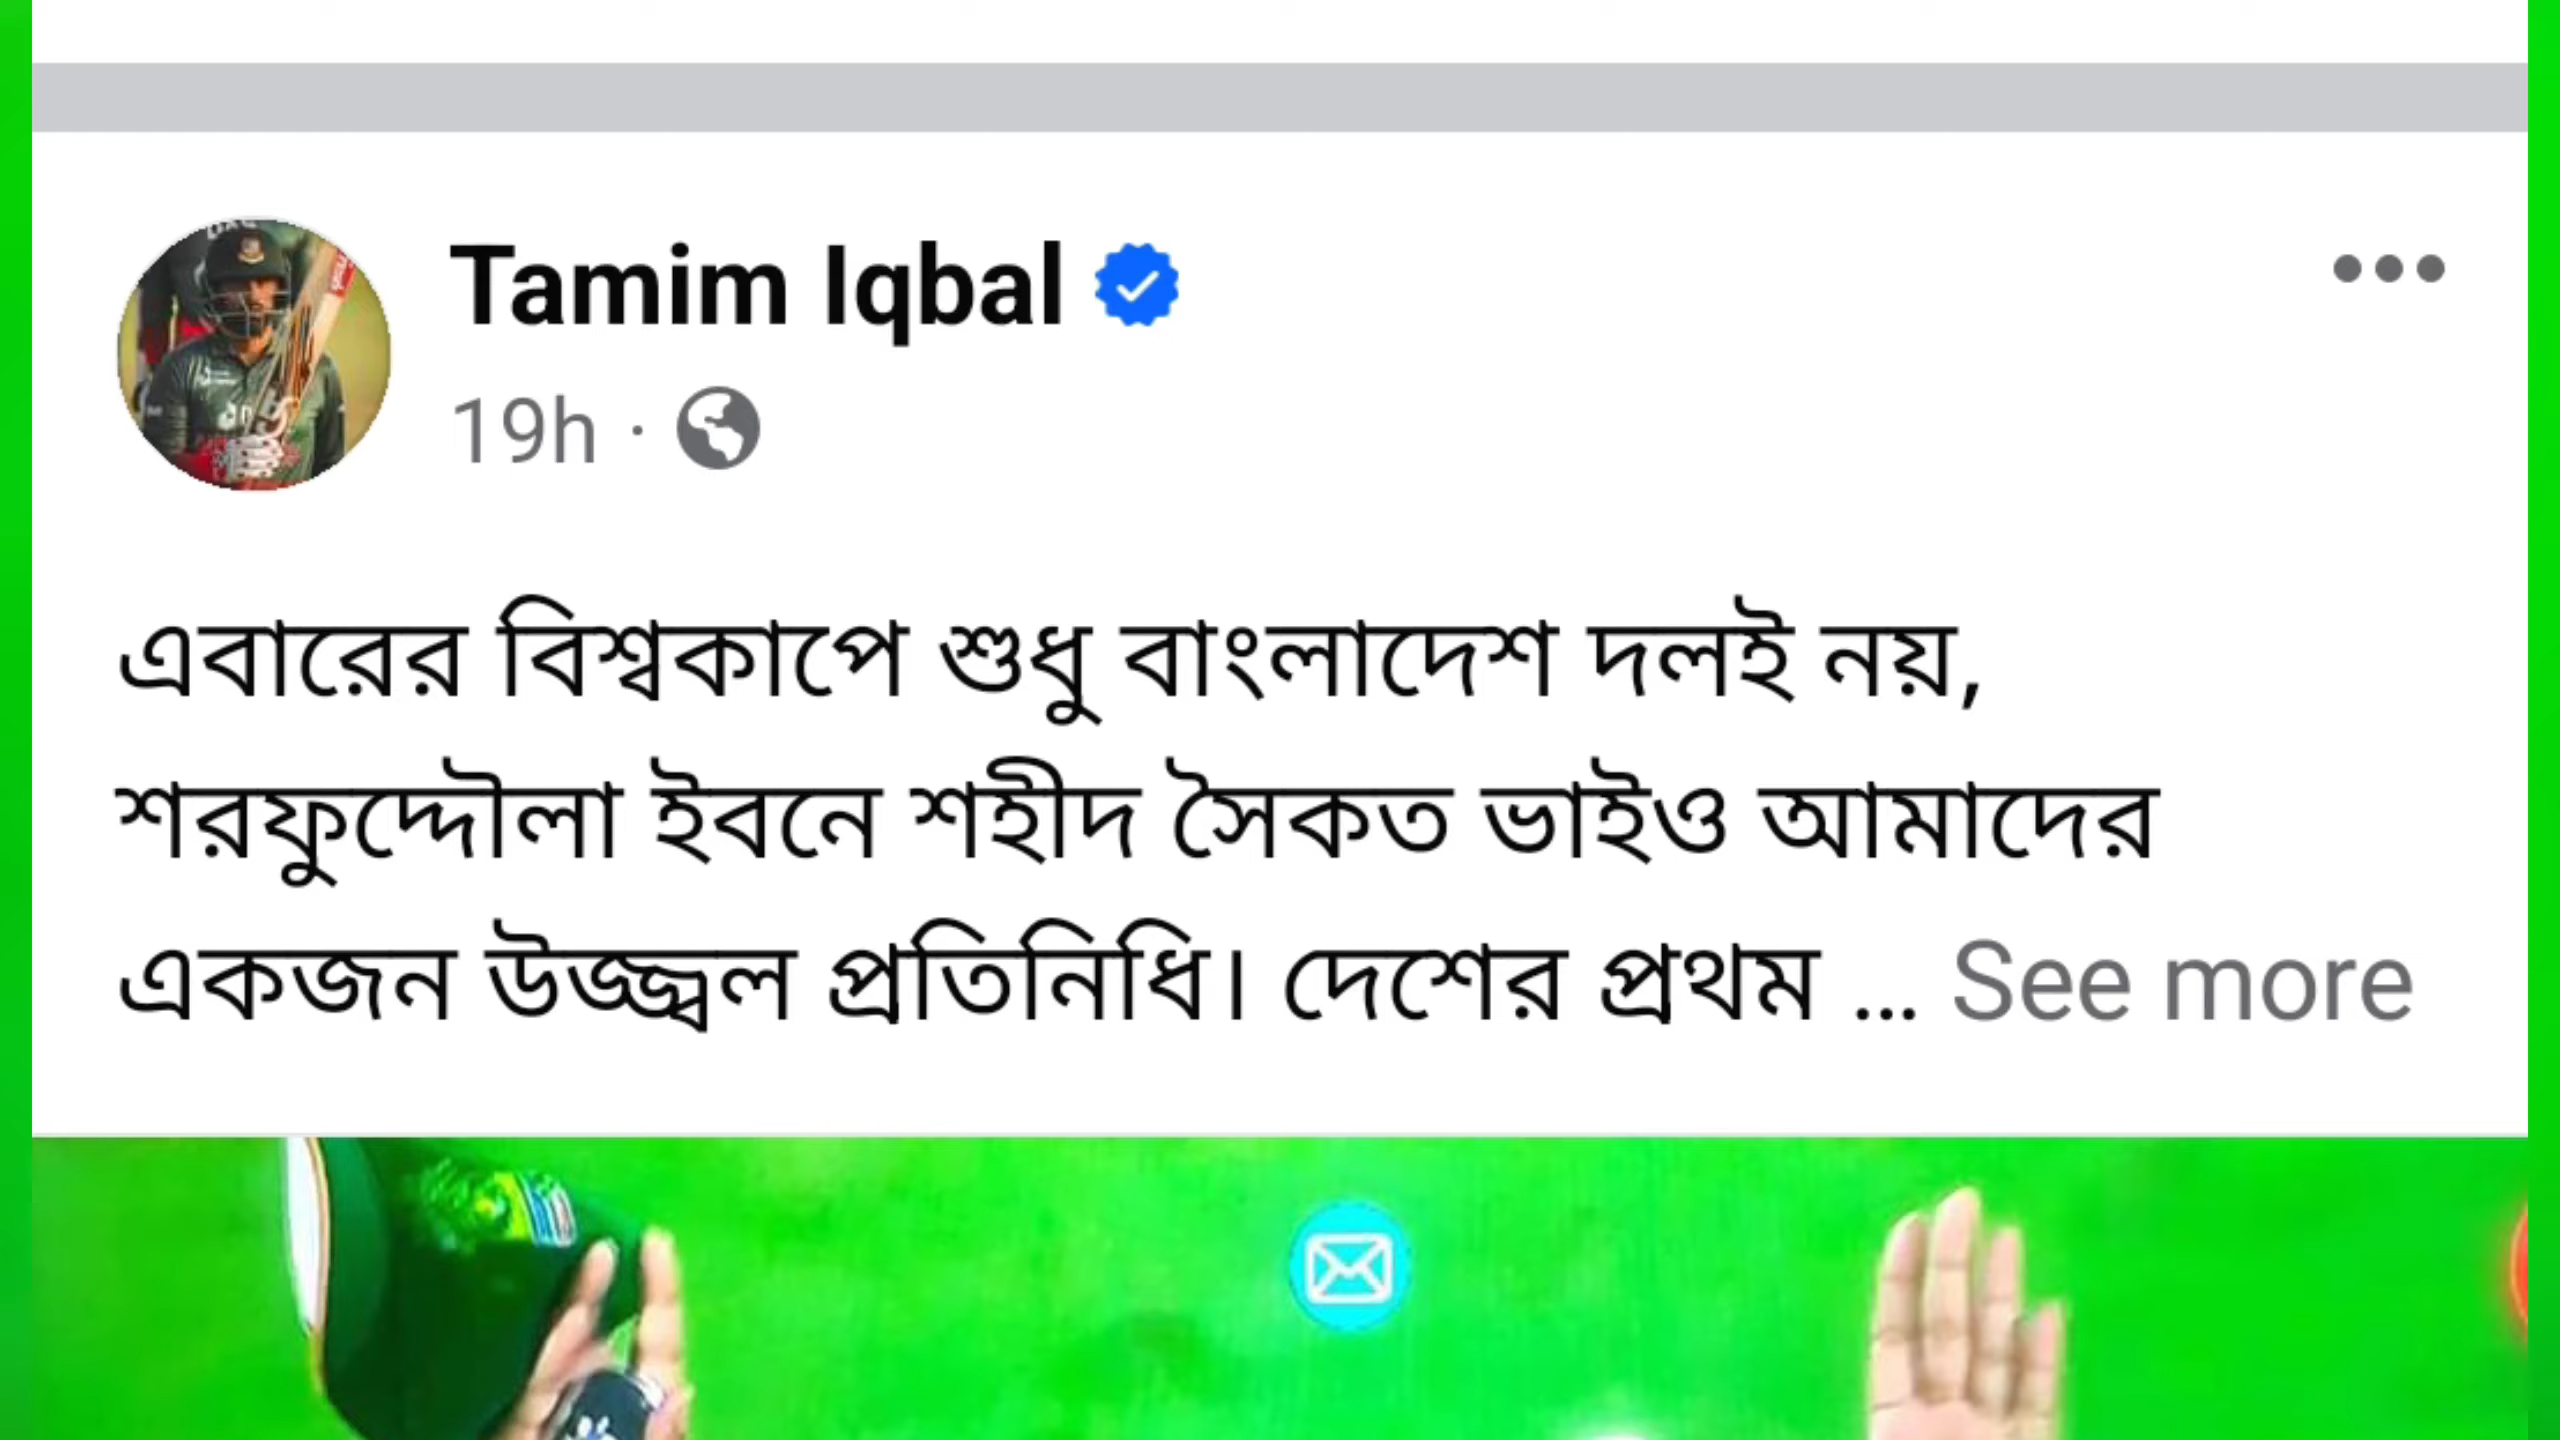 Tamim Iqbal
19h ·
এবারের বিশ্বকাপে শুধু বাংলাদেশ দলই নয়,
শরফুদ্দৌলা ইবনে শহীদ সৈকত ভাইও আমাদের
একজন উজ্জ্বল প্রতিনিধি। দেশের প্রথম ... See more